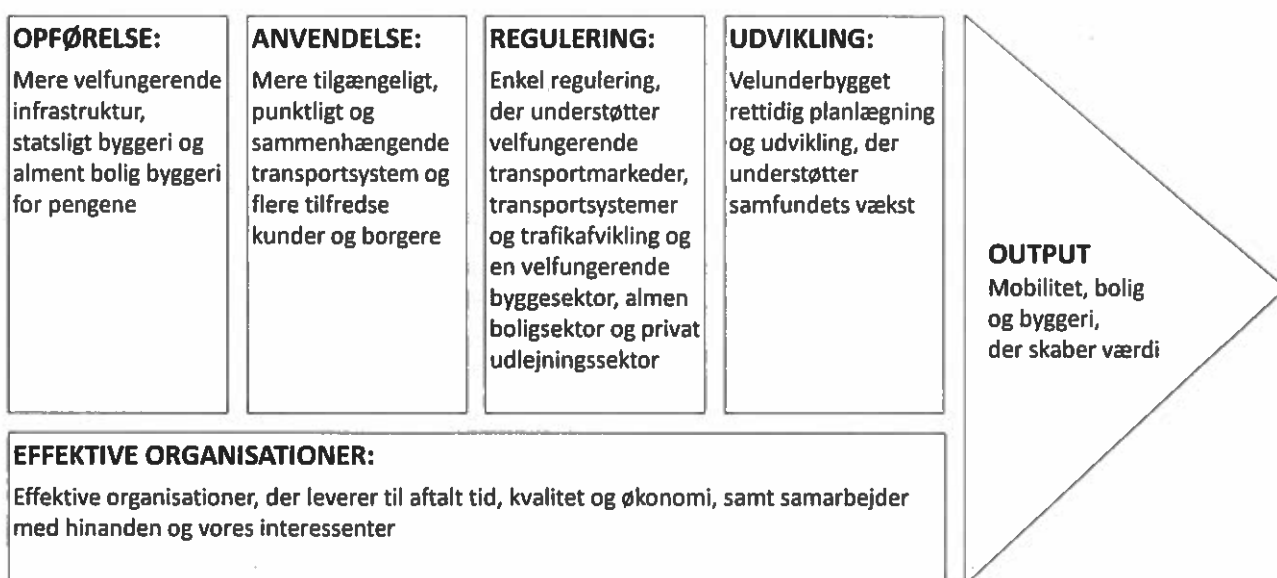 OPFØRELSE:
Mere velfungerende
infrastruktur,
statsligt byggeri og
alment bolig byggeri
for pengene
ANVENDELSE:
Mere tilgængeligt,
punktligt og
sammenhængende
transportsystem og
flere tilfredse
kunder og borgere
REGULERING:
Enkel regulering,
der understøtter
velfungerende
transportmarkeder,
transportsystemer
og trafikafvikling og
en velfungerende
byggesektor, almen
boligsektor og privat
udlejningssektor
UDVIKLING:
Velunderbygget
rettidig planlægning
og udvikling, der
understøtter
samfundets vækst
OUTPUT
Mobilitet, bolig
og byggeri,
der skaber værdi
EFFEKTIVE ORGANISATIONER:
Effektive organisationer, der leverer til aftalt tid, kvalitet og økonomi, samt samarbejder
med hinanden og vores interessenter